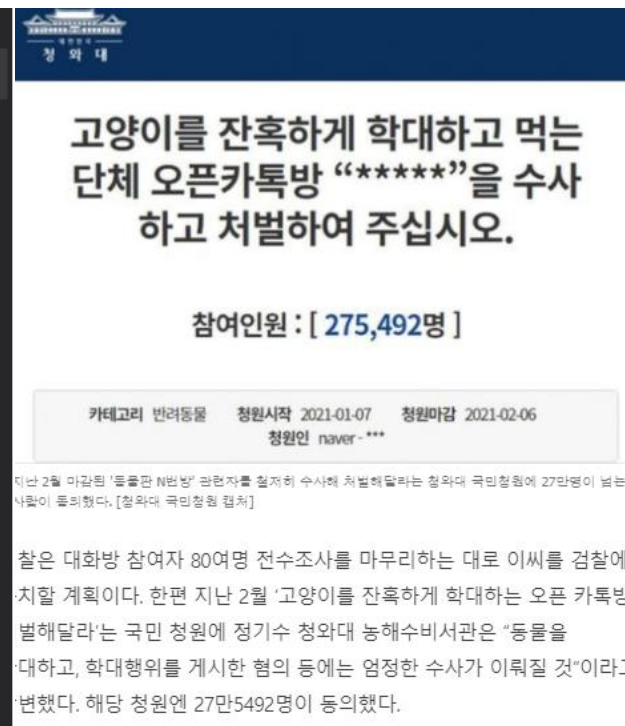 대한민국
청 와 대
고양이를 잔혹하게 학대하고 먹는
단체 오픈카톡방 “*****”을 수사
하고 처벌하여 주십시오.
참여인원 : [ 275,492명 ]
카테고리 반려동물 청원시작 2021-01-07 청원마감 2021-02-06
청원인 naver - ***
지난 2월 마감된 '동물판 N번방' 관련자를 철저히 수사해 처벌해달라는 청와대 국민청원에 27만명이 넘는
사람이 동의했다. [청와대 국민청원 캡처]
찰은 대화방 참여자 80여명 전수조사를 마무리하는 대로 이씨를 검찰에
치할 계획이다. 한편 지난 2월 ‘고양이를 잔혹하게 학대하는 오픈 카톡방
벌해달라’는 국민 청원에 정기수 청와대 농해수비서관은 “동물을
대하고, 학대행위를 게시한 혐의 등에는 엄정한 수사가 이뤄질 것”이라고
변했다. 해당 청원엔 27만5492명이 동의했다.